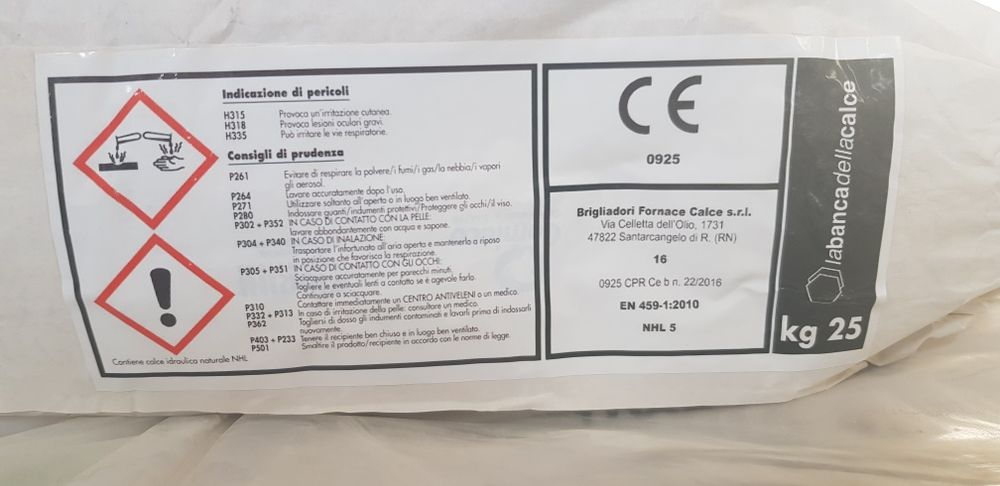 Indicazione di pericoli
H315 Provoca un'irritazione cutanea.
H318 Provoca lesioni oculari gravi.
H335 Può irritare le vie respiratorie.
Consigli di prudenza
P261 Evitare di respirare la polvere/i fumi/i gas/la nebbia/i vapori
gli aerosol.
P264 Lavare accuratamente dopo l'uso.
P271 Utilizzare soltanto all'aperto o in luogo ben ventilato.
P280 Indossare guanti/indumenti protettivi/Proteggere gli occhi/il viso.
P302 + P352 IN CASO DI CONTATTO CON LA PELLE:
lavare abbondantemente con acqua e sapone.
P304 + P340 IN CASO DI INALAZIONE:
Trasportare l'infortunato all'aria aperta e mantenerlo a riposo
in posizione che favorisca la respirazione.
P305 + P351 IN CASO DI CONTATTO CON GLI OCCHI:
Sciacquare accuratamente per parecchi minuti.
Togliere le eventuali lenti a contatto se è agevole farlo.
Continuare a sciacquare.
P310 Contattare immediatamente un CENTRO ANTIVELENI o un medico.
P332 + P313 In caso di irritazione della pelle: consultare un medico.
P362 Togliersi di dosso gli indumenti contaminati e lavarli prima di indossarli
nuovamente.
P403 + P233 Tenere il recipiente ben chiuso e in luogo ben ventilato.
P501 Smaltire il prodotto/recipiente in accordo con le norme di legge.
Contiene calce idraulica naturale NHL
CE
0925
Brigliadori Fornace Calce s.r.l.
Via Celletta dell'Olio, 1731
47822 Santarcangelo di R. (RN)
16
0925 CPR Ce b n. 22/2016
EN 459-1:2010
NHL 5
labancadellacalce
kg 25